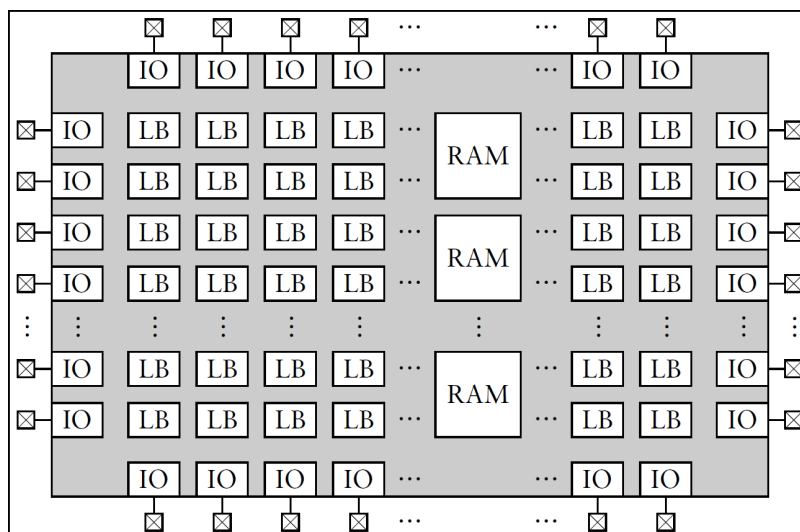 ... ...
IO IO IO IO ... ... IO IO
IO LB LB LB LB ... RAM ... LB LB IO
IO LB LB LB LB ... ... LB LB IO
IO LB LB LB LB ... RAM ... LB LB IO
IO LB LB LB LB ... ... LB LB IO
⋮ ⋮ ⋮ ⋮ ⋮ ⋮ ⋮ ⋮ ⋮ ⋮ ⋮
IO LB LB LB LB ... RAM ... LB LB IO
IO LB LB LB LB ... ... LB LB IO
IO IO IO IO ... ... IO IO
... ...